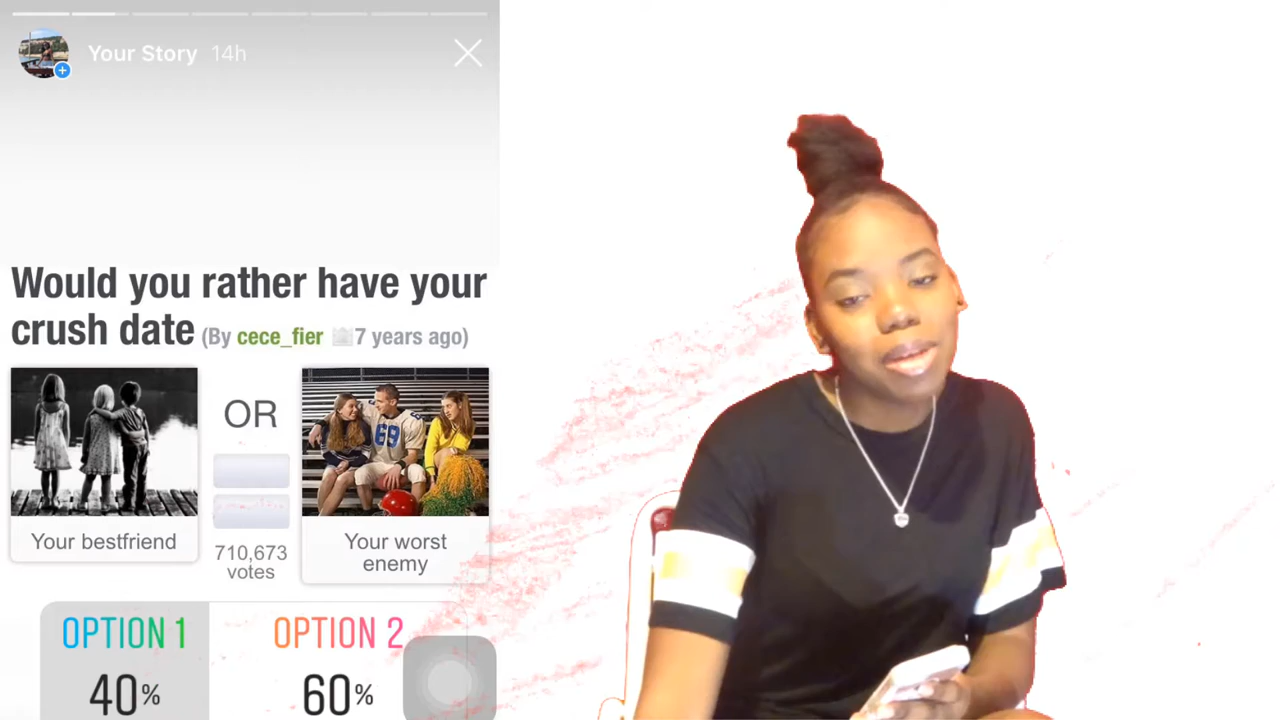 Your Story 14h
Would you rather have your
crush date (By cece_fier 7 years ago)
OR
69
Your bestfriend
Your worst
enemy
710,673
votes
OPTION 1
OPTION 2
40%
60%